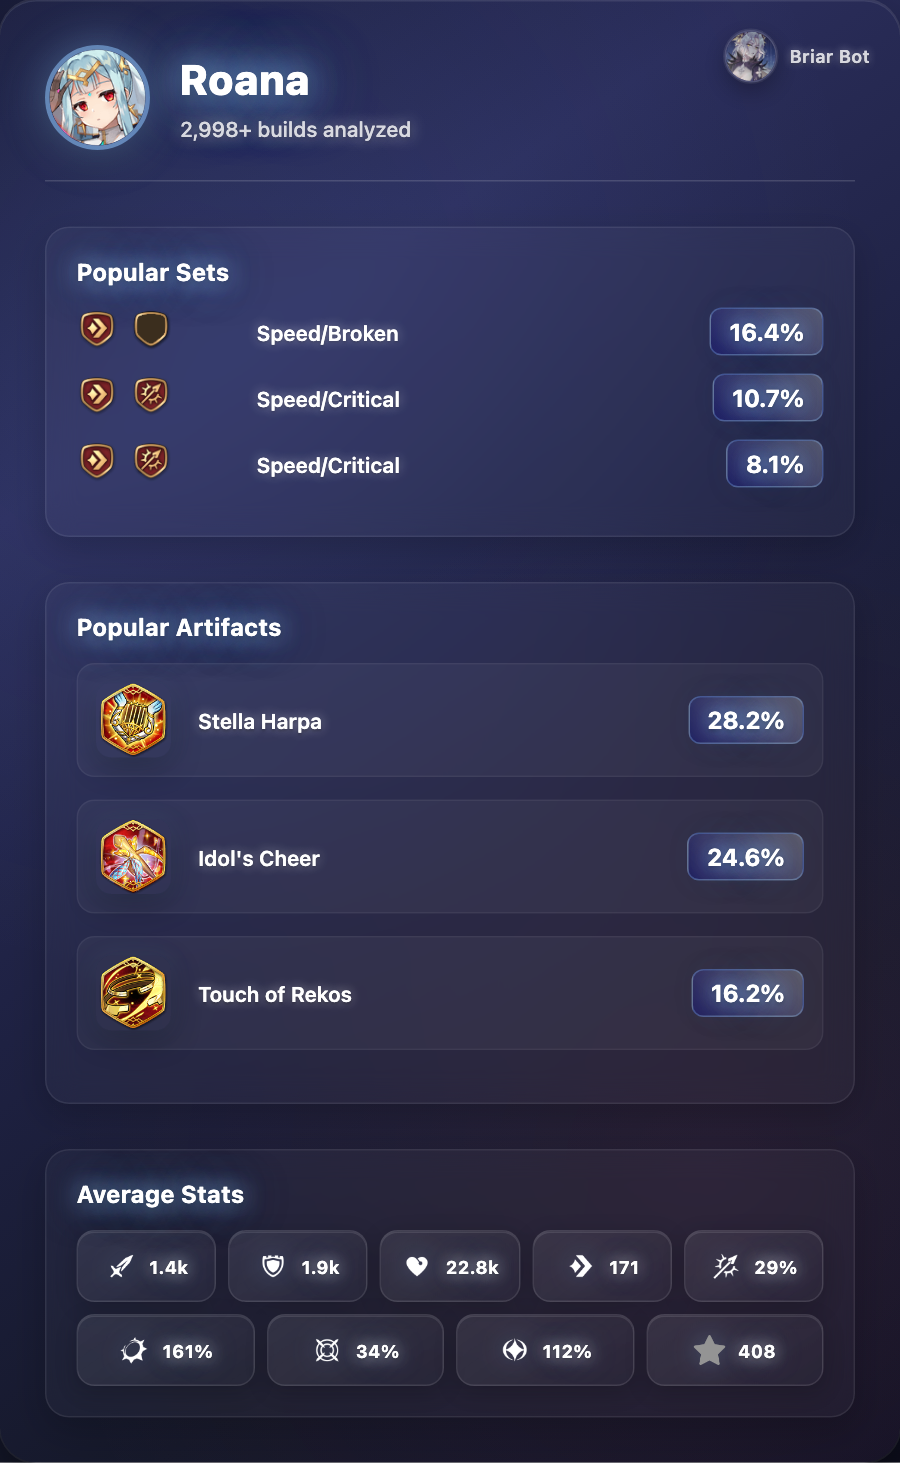 Roana
2,998+ builds analyzed
Briar Bot
Popular Sets
Speed/Broken 16.4%
Speed/Critical 10.7%
Speed/Critical 8.1%
Popular Artifacts
Stella Harpa 28.2%
Idol's Cheer 24.6%
Touch of Rekos 16.2%
Average Stats
1.4k 1.9k 22.8k 171 29%
161% 34% 112% 408